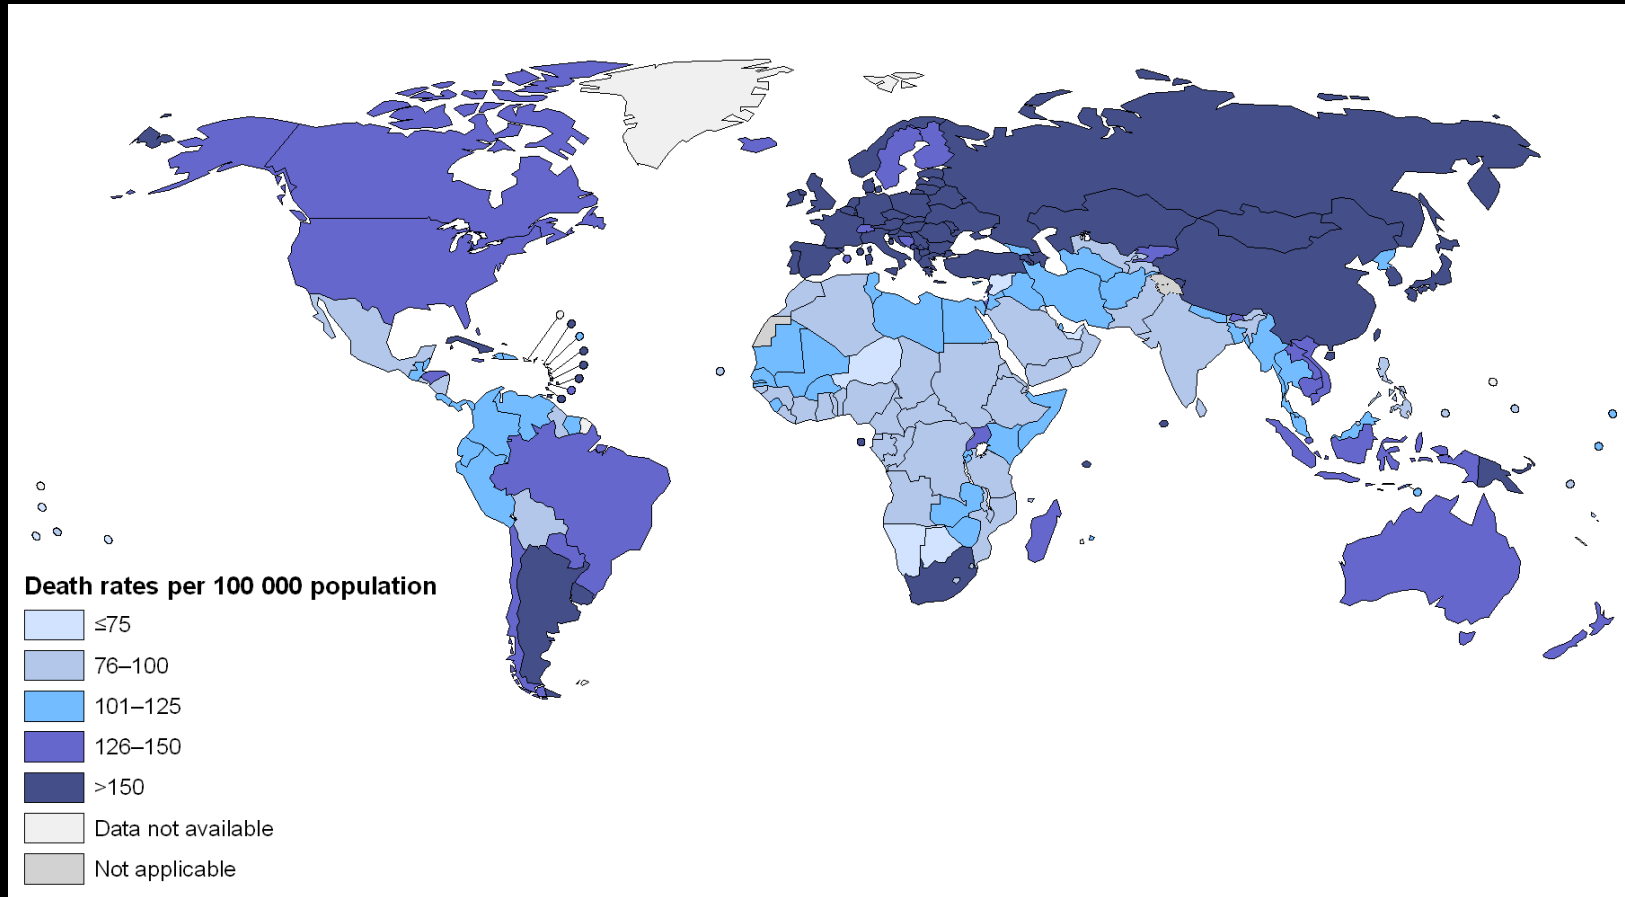 Death rates per 100 000 population
≤75
76–100
101–125
126–150
>150
Data not available
Not applicable